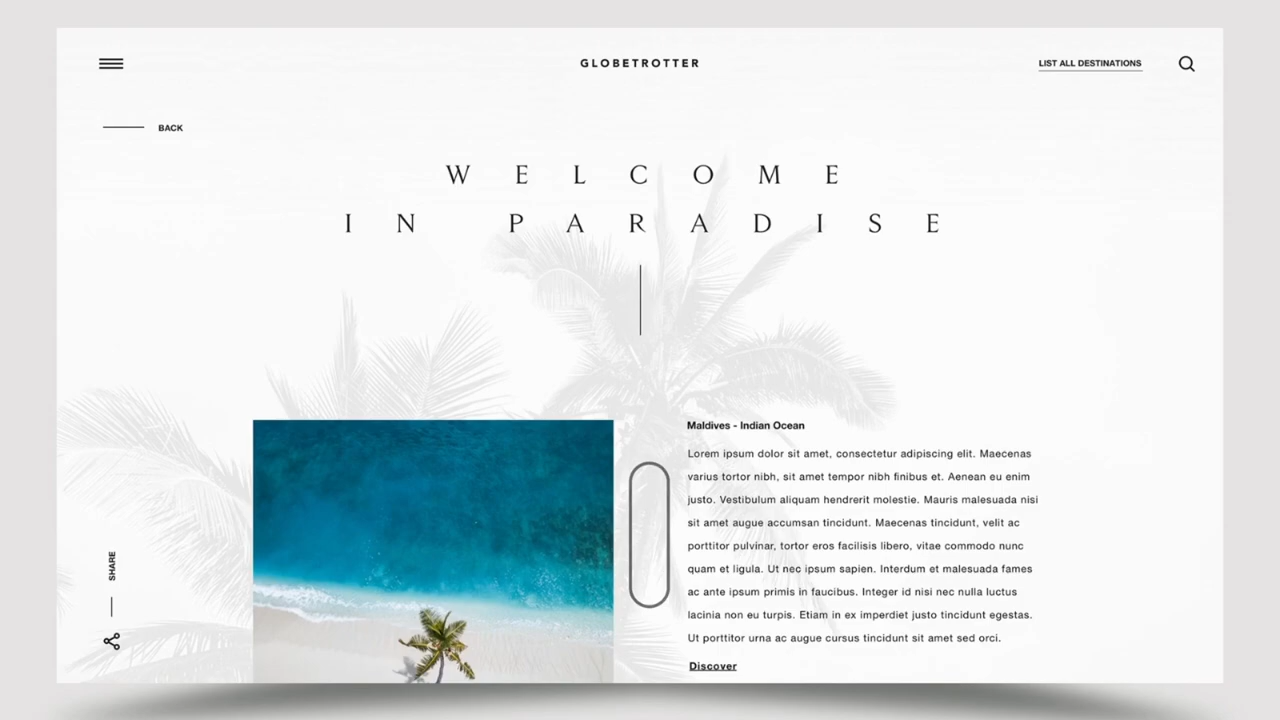 GLOBETROTTER
LIST ALL DESTINATIONS
BACK
WELCOME
IN PARADISE
Maldives - Indian Ocean
Lorem ipsum dolor sit amet, consectetur adipiscing elit. Maecenas
varius tortor nibh, sit amet tempor nibh finibus et. Aenean eu enim
justo. Vestibulum aliquam hendrerit molestie. Mauris malesuada nisi
sit amet augue accumsan tincidunt. Maecenas tincidunt, velit ac
porttitor pulvinar, tortor eros facilisis libero, vitae commodo nunc
quam et ligula. Ut nec ipsum sapien. Interdum et malesuada fames
ac ante ipsum primis in faucibus. Integer id nisi nec nulla luctus
lacinia non eu turpis. Etiam in ex imperdiet justo tincidunt egestas.
Ut porttitor urna ac augue cursus tincidunt sit amet sed orci.
Discover
SHARE